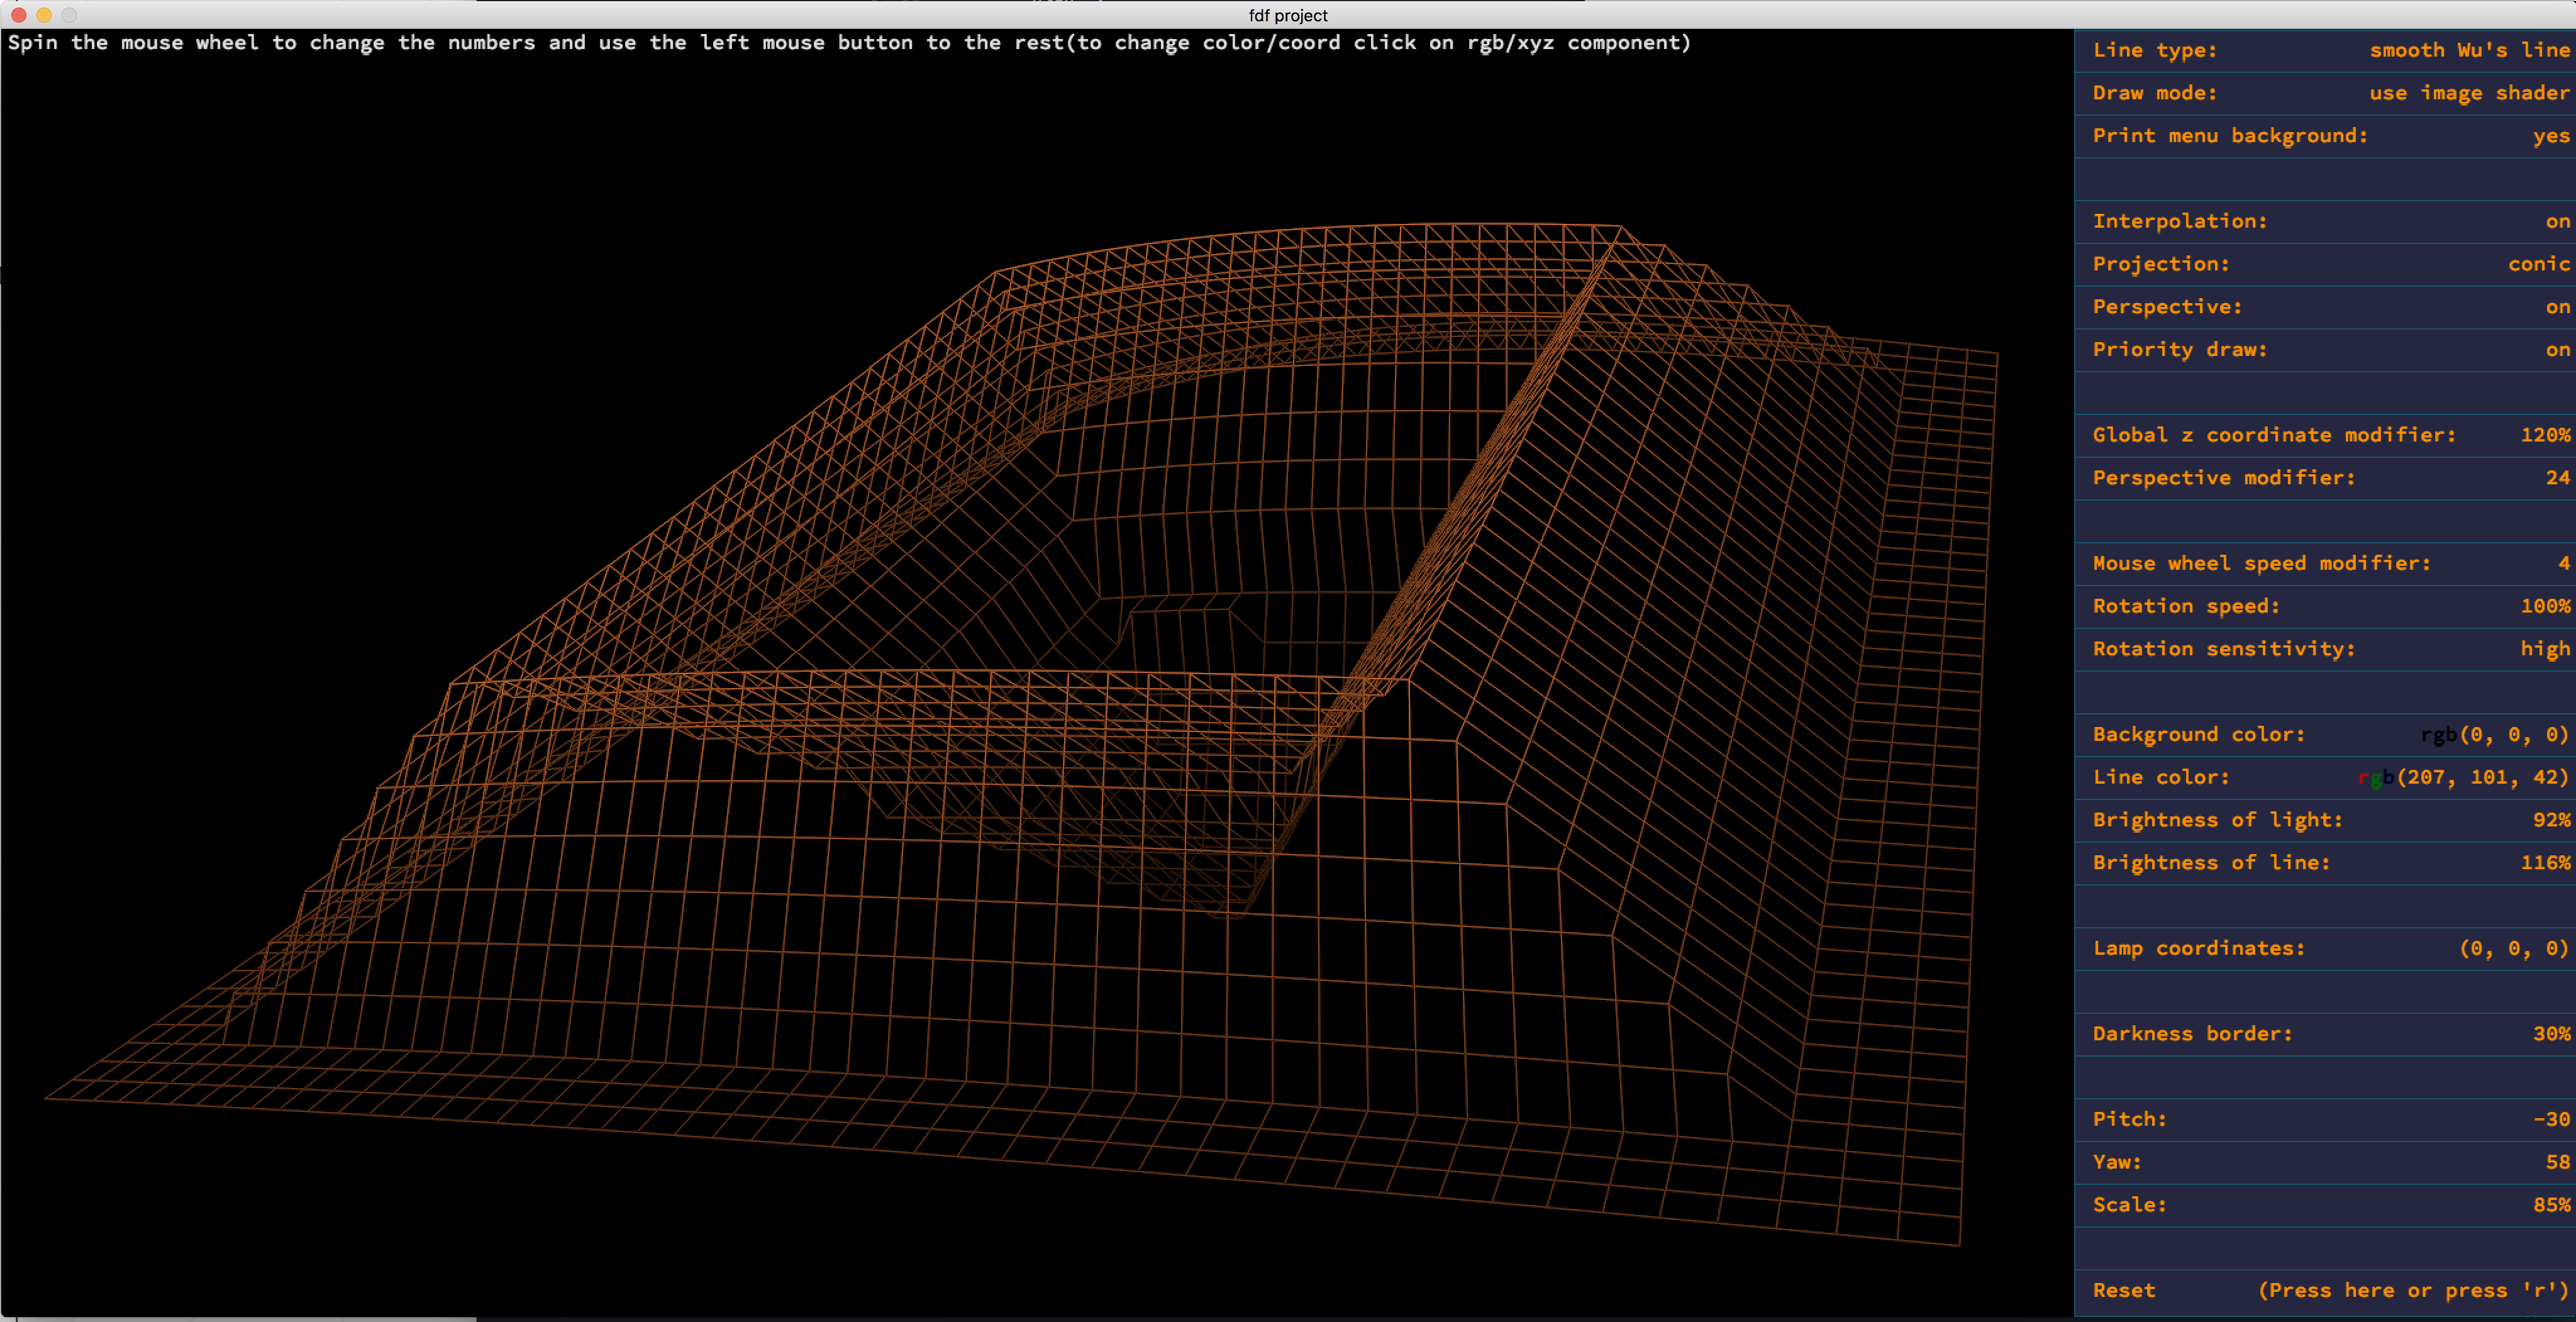 fdf project
Spin the mouse wheel to change the numbers and use the left mouse button to the rest(to change color/coord click on rgb/xyz component)
Line type: smooth Wu's line
Draw mode: use image shader
Print menu background: yes
Interpolation: on
Projection: conic
Perspective: on
Priority draw: on
Global z coordinate modifier: 120%
Perspective modifier: 24
Mouse wheel speed modifier: 4
Rotation speed: 100%
Rotation sensitivity: high
Background color: rgb(0, 0, 0)
Line color: rgb(207, 101, 42)
Brightness of light: 92%
Brightness of line: 116%
Lamp coordinates: (0, 0, 0)
Darkness border: 30%
Pitch: -30
Yaw: 58
Scale: 85%
Reset (Press here or press 'r')